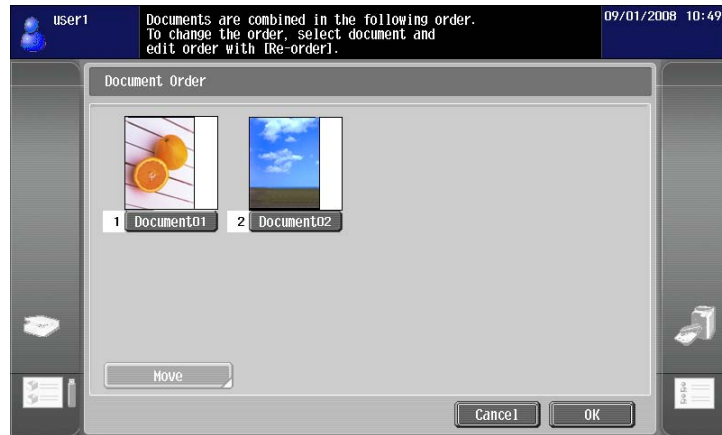 user1
Documents are combined in the following order.
To change the order, select document and
edit order with [Re-order].
09/01/2008 10:49
Document Order
1 Document01
2 Document02
Move
Cancel
OK